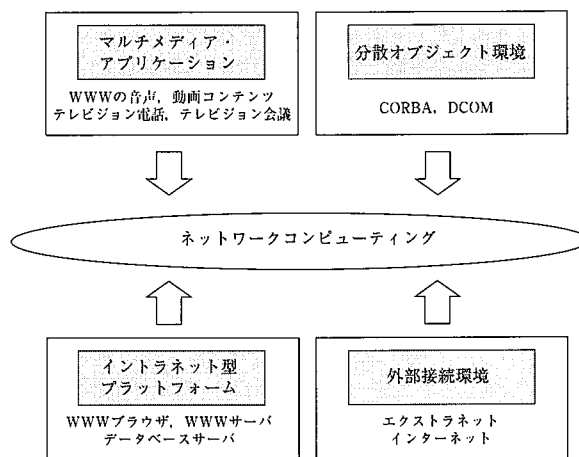 マルチメディア・
アプリケーション
WWWの音声，動画コンテンツ
テレビジョン電話，テレビジョン会議
分散オブジェクト環境
CORBA, DCOM
ネットワークコンピューティング
イントラネット型
プラットフォーム
WWWブラウザ，WWWサーバ
データベースサーバ
外部接続環境
エクストラネット
インターネット